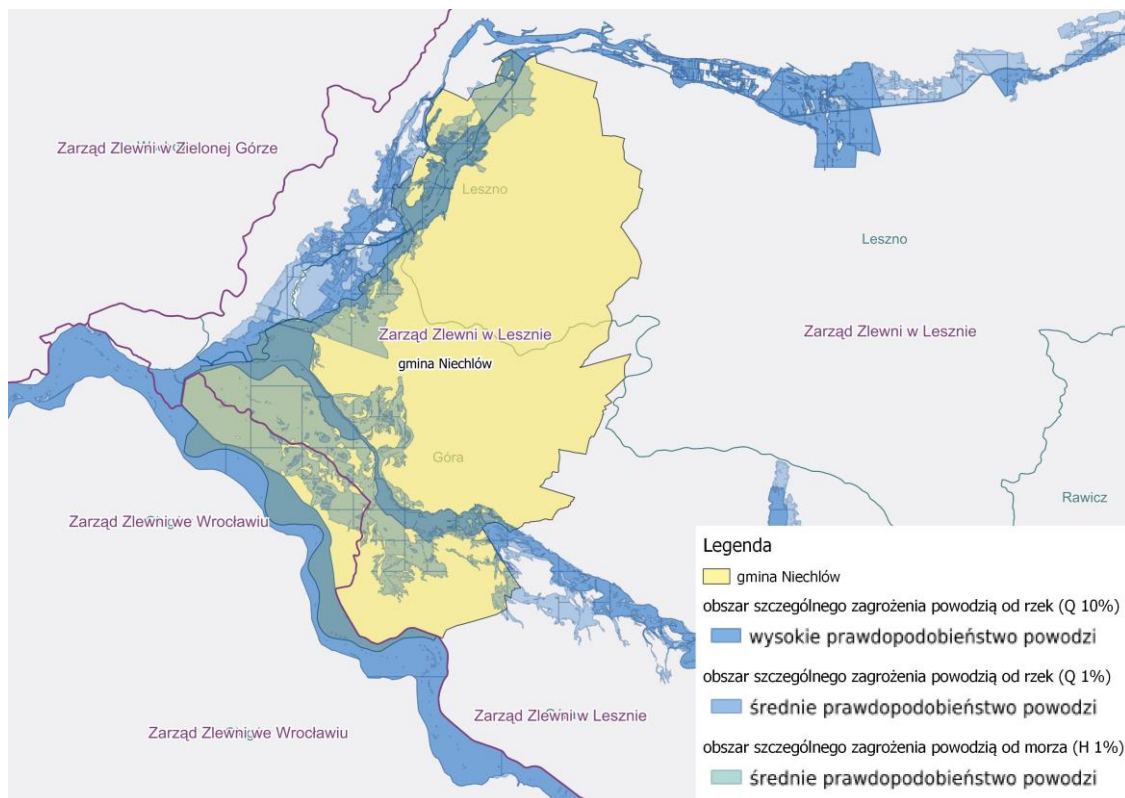 Zarząd Zlewni w Zielonej Górze
Leszno
Leszno
Zarząd Zlewni w Lesznie
Zarząd Zlewni w Lesznie
gmina Niechlów
Góra
Rawicz
Zarząd Zlewni we Wrocławiu
Zarząd Zlewni w Lesznie
Zarząd Zlewni we Wrocławiu
Legenda
gmina Niechlów
obszar szczególnego zagrożenia powodzią od rzek (Q 10%)
wysokie prawdopodobieństwo powodzi
obszar szczególnego zagrożenia powodzią od rzek (Q 1%)
średnie prawdopodobieństwo powodzi
obszar szczególnego zagrożenia powodzią od morza (H 1%)
średnie prawdopodobieństwo powodzi